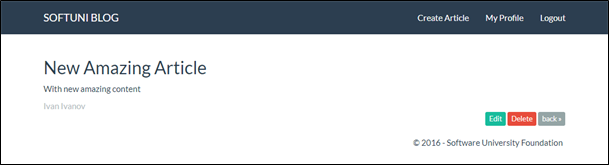 SOFTUNI BLOG Create Article My Profile Logout
New Amazing Article
With new amazing content
Ivan Ivanov
Edit Delete back »
© 2016 - Software University Foundation